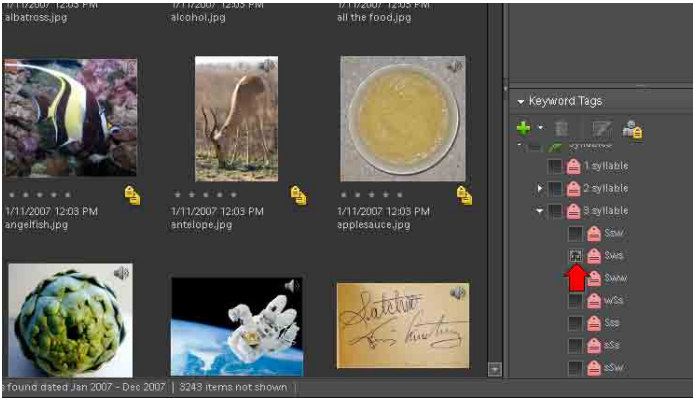 1/11/2007 12:03 PM
albatross.jpg
1/11/2007 12:03 PM
alcohol.jpg
1/11/2007 12:03 PM
all the food.jpg
1/11/2007 12:03 PM
angelfish.jpg
1/11/2007 12:03 PM
antelope.jpg
1/11/2007 12:03 PM
applesauce.jpg
s found dated Jan 2007 - Dec 2007 | 3243 items not shown
Keyword Tags
syllables
1 syllable
2 syllable
3 syllable
Ssw
Sws
Sww
wSs
Sss
sSs
sSw